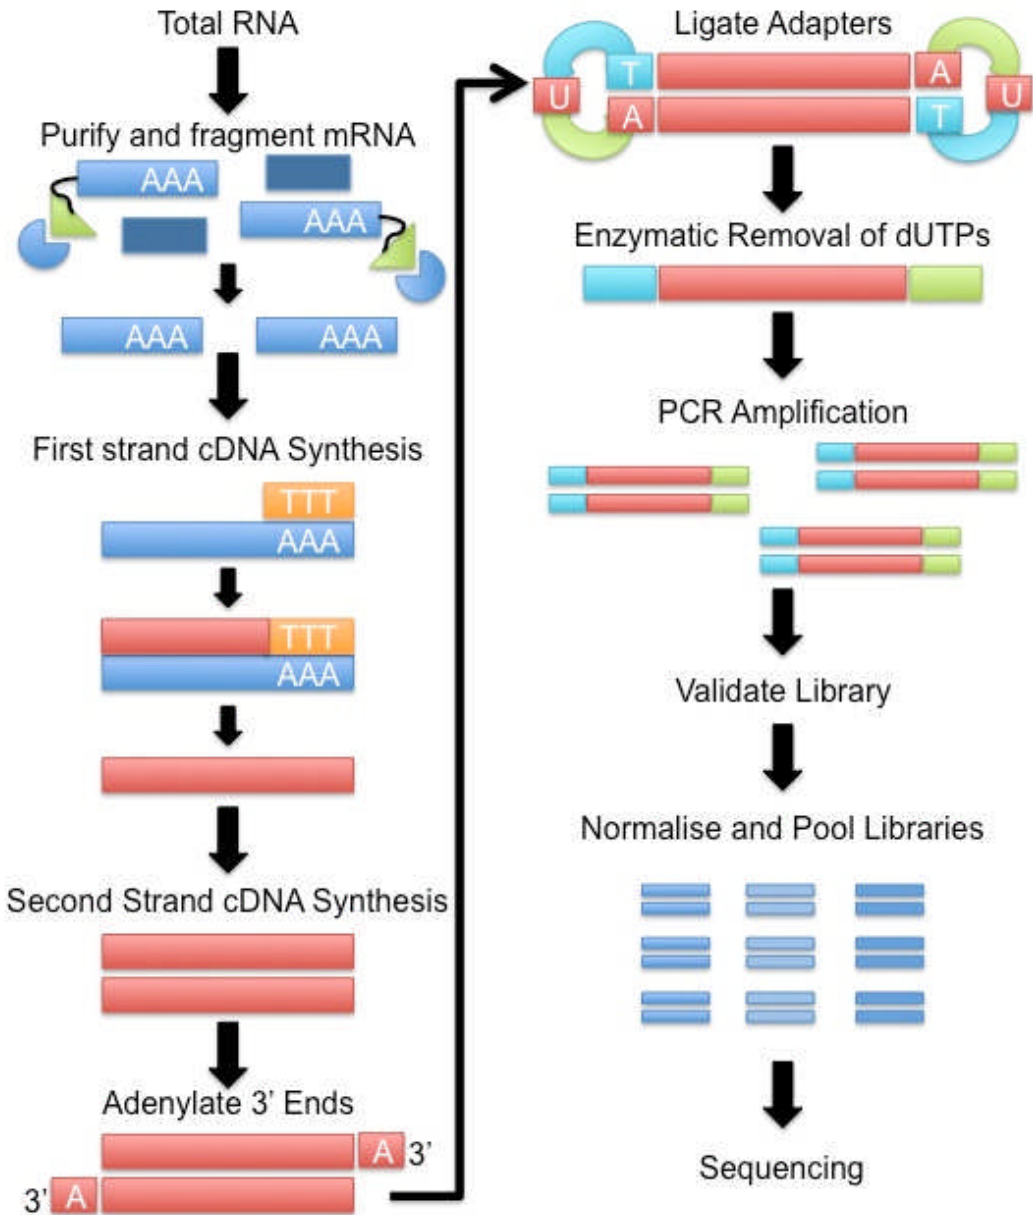 Total RNA
Purify and fragment mRNA
AAA
AAA
AAA
AAA
First strand cDNA Synthesis
TTT
AAA
TTT
AAA
Second Strand cDNA Synthesis
Adenylate 3’ Ends
A 3’
3’ A
Ligate Adapters
T A
U U
A T
Enzymatic Removal of dUTPs
PCR Amplification
Validate Library
Normalise and Pool Libraries
Sequencing